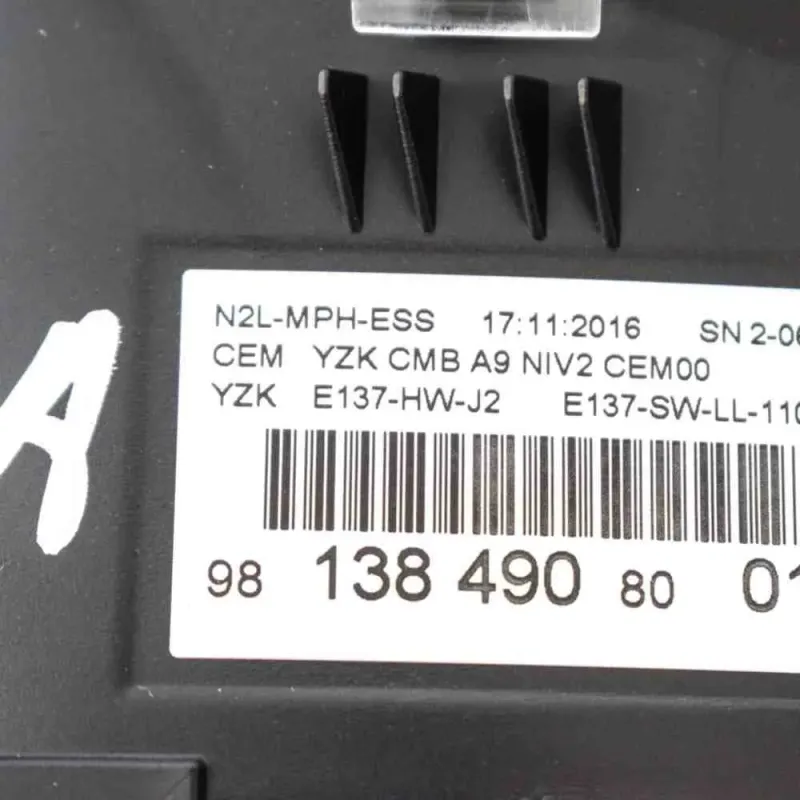 A
N2L-MPH-ESS 17:11:2016 SN 2-06
CEM YZK CMB A9 NIV2 CEM00
YZK E137-HW-J2 E137-SW-LL-110
98 138 490 80 01